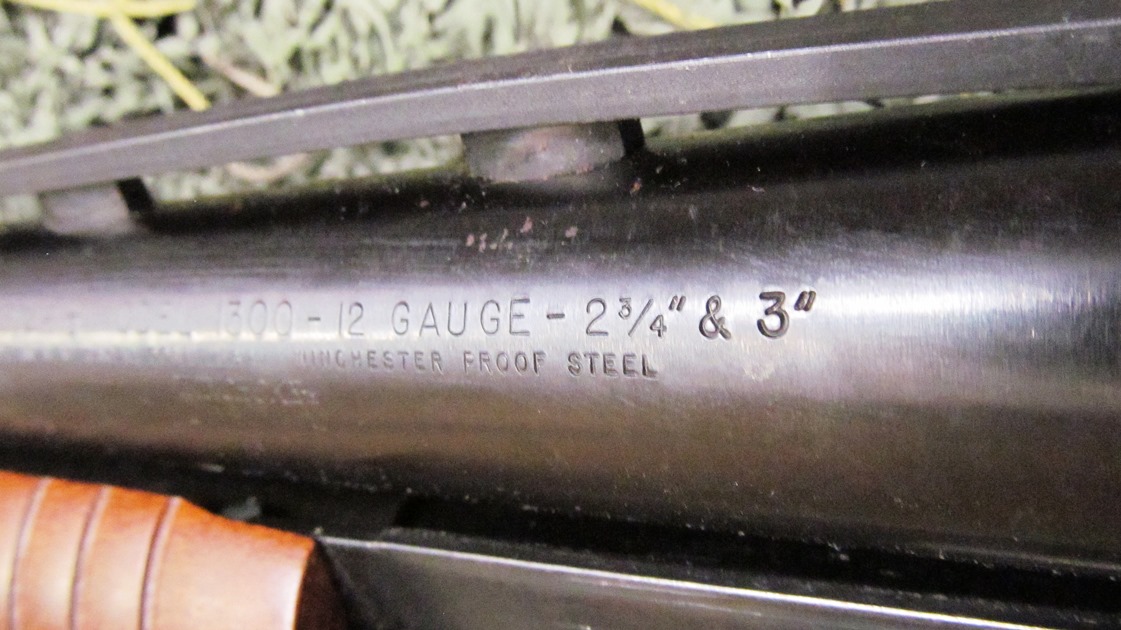 1300-12 GAUGE-2¾"&3"
WINCHESTER PROOF STEEL